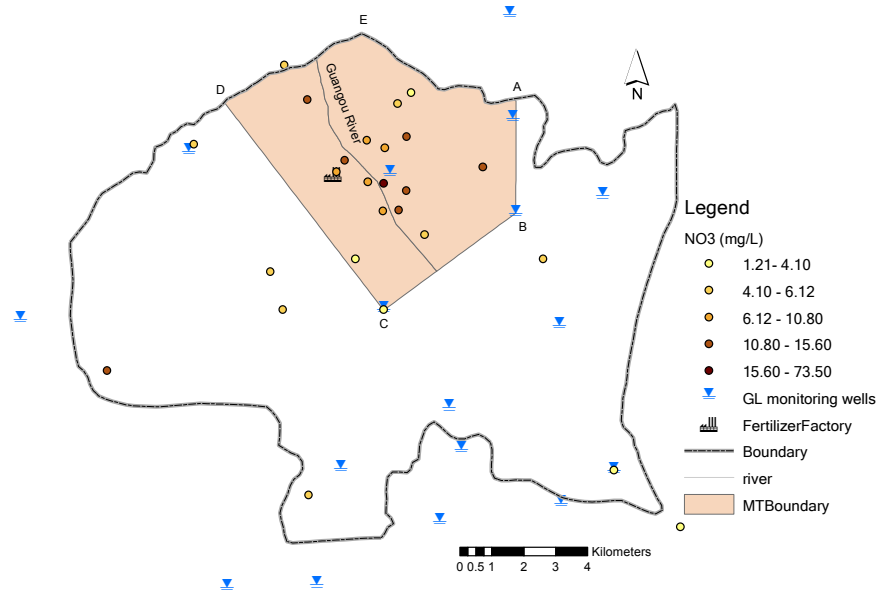 E
A
D
Guangou River
N
B
C
Legend
NO3 (mg/L)
1.21- 4.10
4.10 - 6.12
6.12 - 10.80
10.80 - 15.60
15.60 - 73.50
GL monitoring wells
FertilizerFactory
Boundary
river
MTBoundary
Kilometers
0 0.5 1 2 3 4